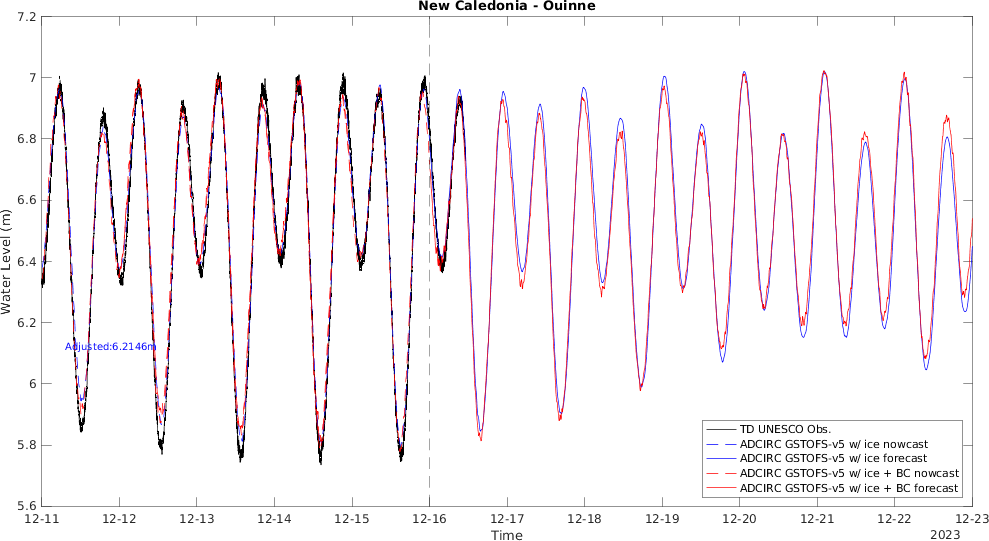 New Caledonia - Ouinne
7.2
7
6.8
6.6
6.4
6.2
6
5.8
5.6
Water Level (m)
Adjusted:6.2146m
TD UNESCO Obs.
ADCIRC GSTOFS-v5 w/ ice nowcast
ADCIRC GSTOFS-v5 w/ ice forecast
ADCIRC GSTOFS-v5 w/ ice + BC nowcast
ADCIRC GSTOFS-v5 w/ ice + BC forecast
12-11 12-12 12-13 12-14 12-15 12-16 12-17 12-18 12-19 12-20 12-21 12-22 12-23
Time
2023